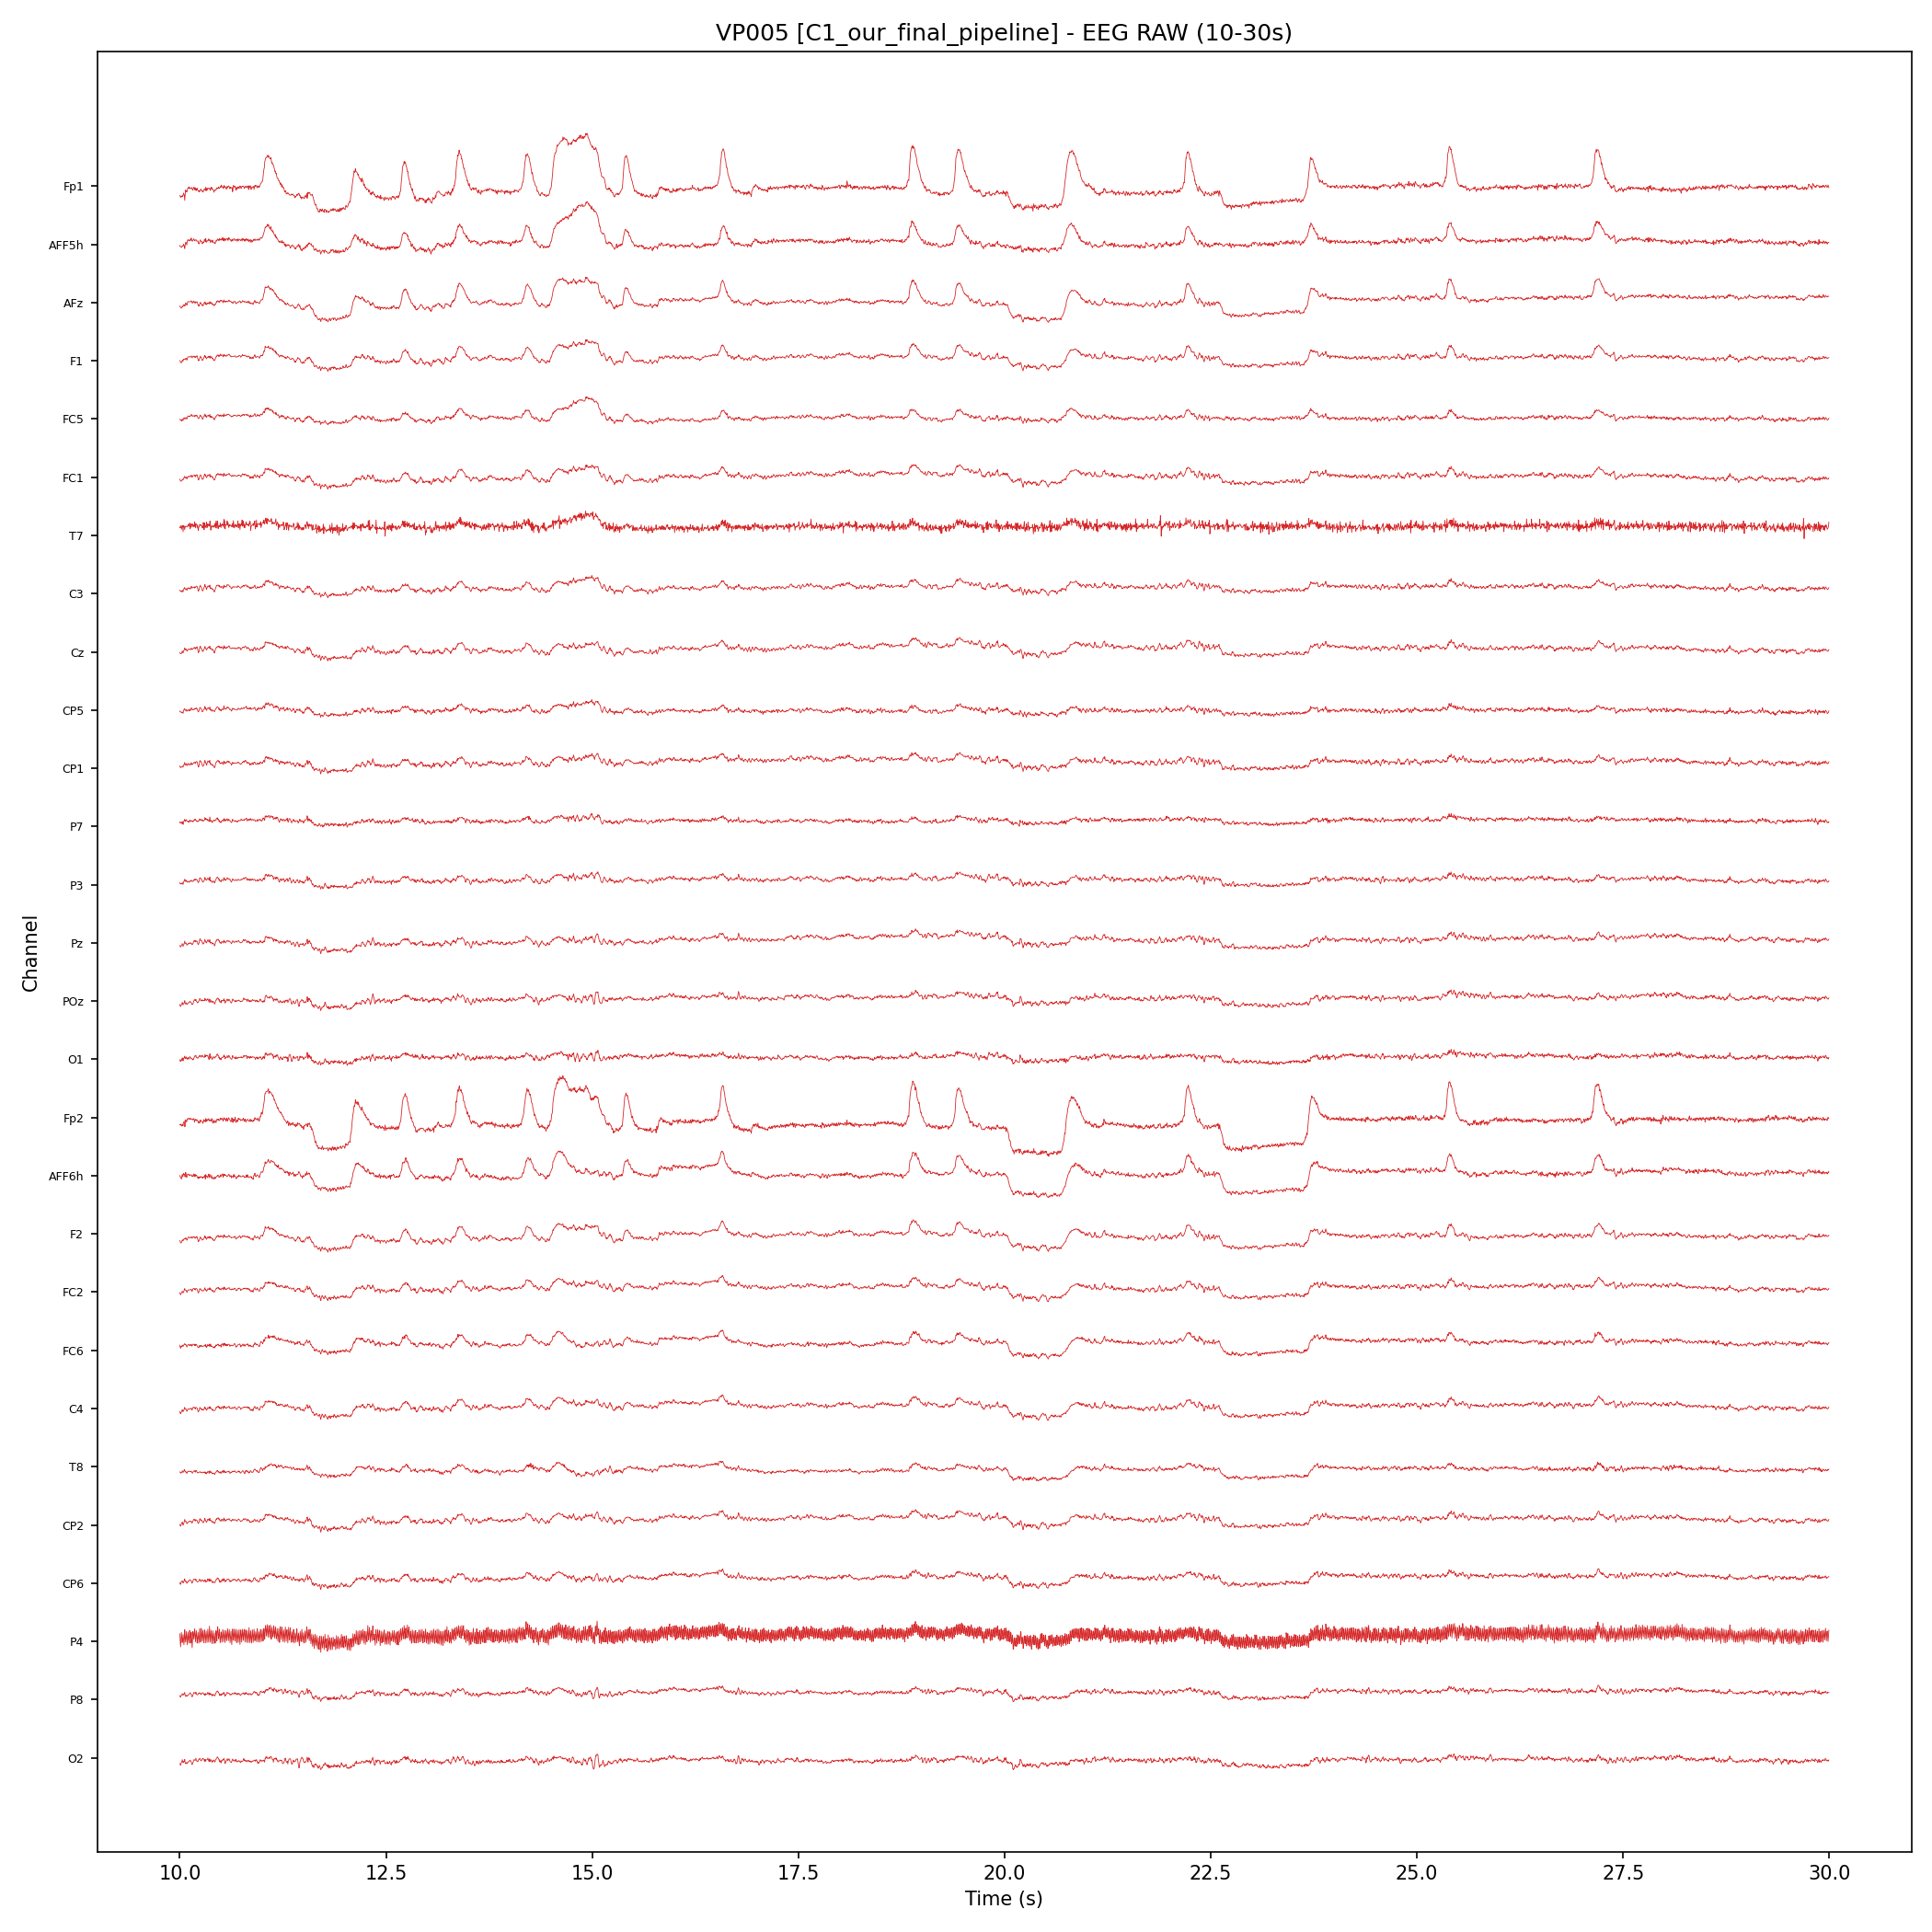 VP005 [C1_our_final_pipeline] - EEG RAW (10-30s)
Fp1
AFF5h
AFz
F1
FC5
FC1
T7
C3
Cz
CP5
CP1
P7
P3
Pz
POz
O1
Fp2
AFF6h
F2
FC2
FC6
C4
T8
CP2
CP6
P4
P8
O2
Channel
10.0 12.5 15.0 17.5 20.0 22.5 25.0 27.5 30.0
Time (s)